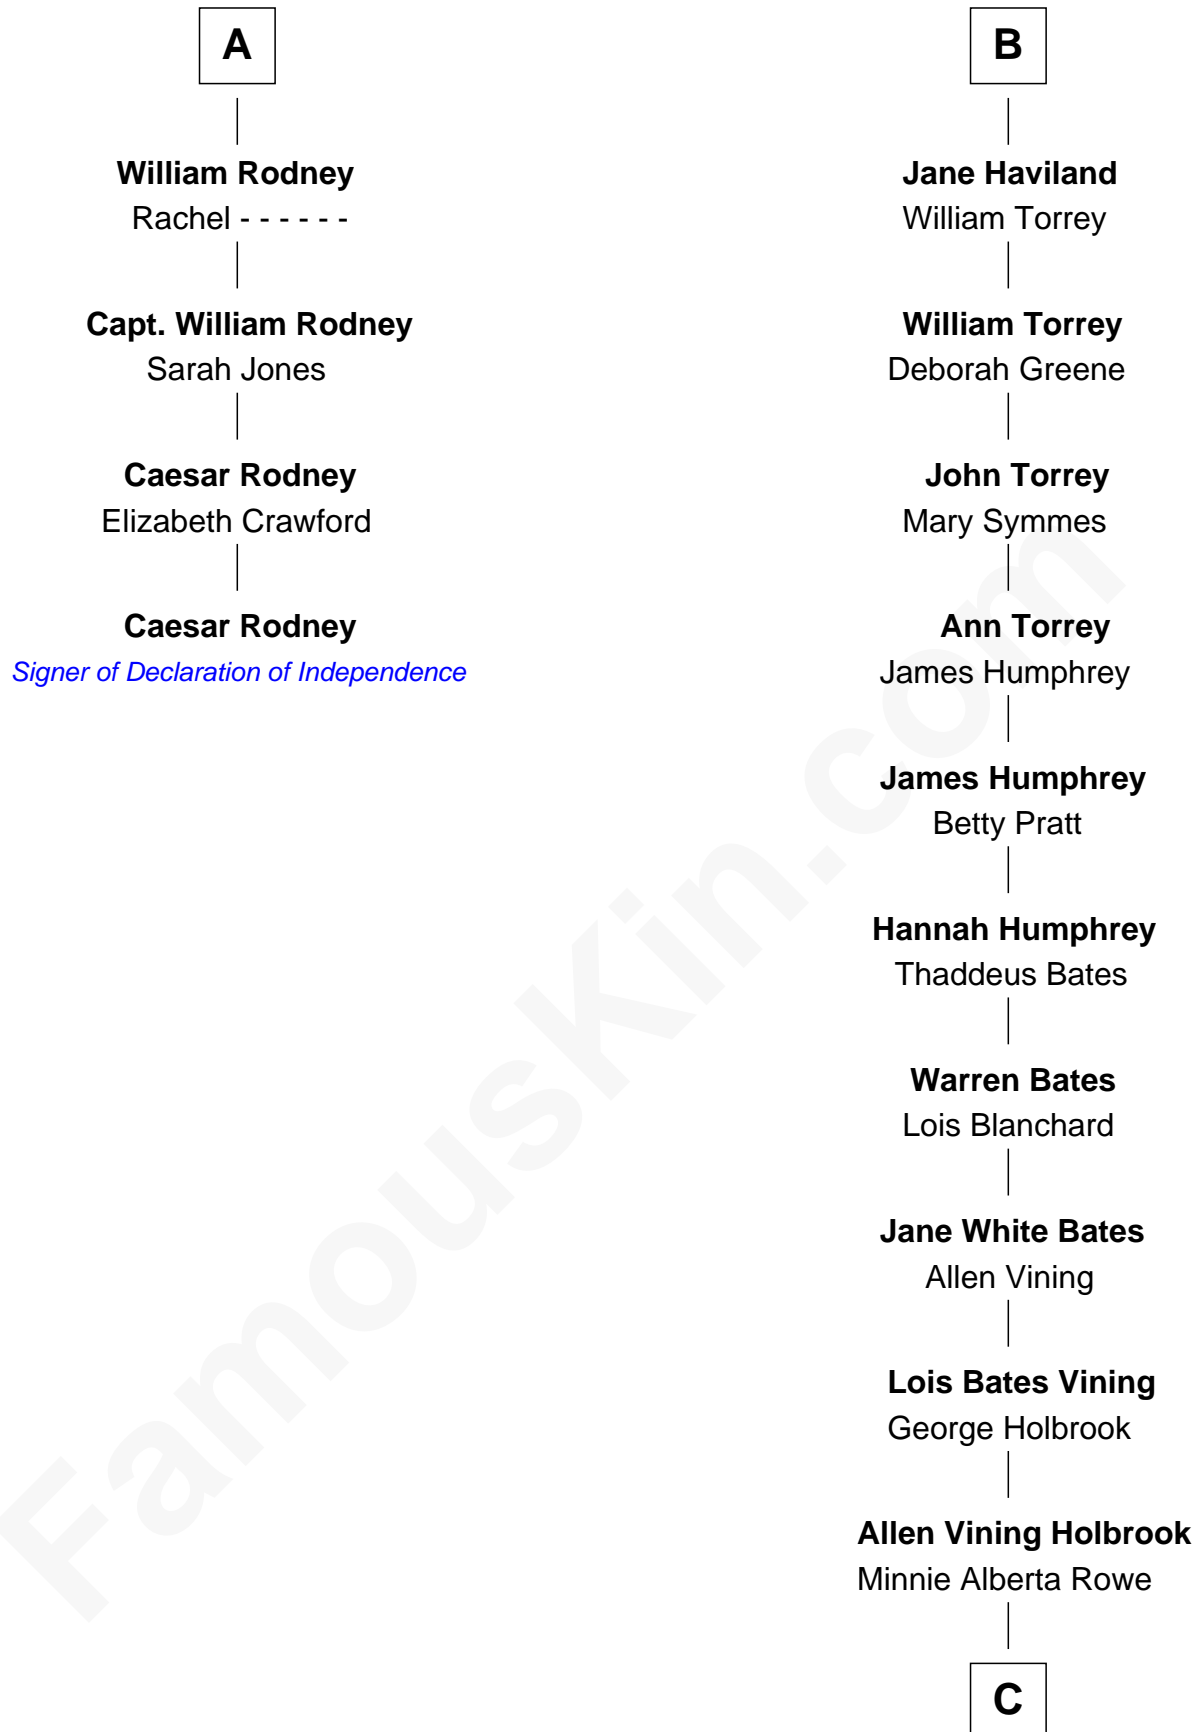 A
William Rodney
Rachel - - - - - -
Capt. William Rodney
Sarah Jones
Caesar Rodney
Elizabeth Crawford
Caesar Rodney
Signer of Declaration of Independence
B
Jane Haviland
William Torrey
William Torrey
Deborah Greene
John Torrey
Mary Symmes
Ann Torrey
James Humphrey
James Humphrey
Betty Pratt
Hannah Humphrey
Thaddeus Bates
Warren Bates
Lois Blanchard
Jane White Bates
Allen Vining
Lois Bates Vining
George Holbrook
Allen Vining Holbrook
Minnie Alberta Rowe
C
FamousKin.com